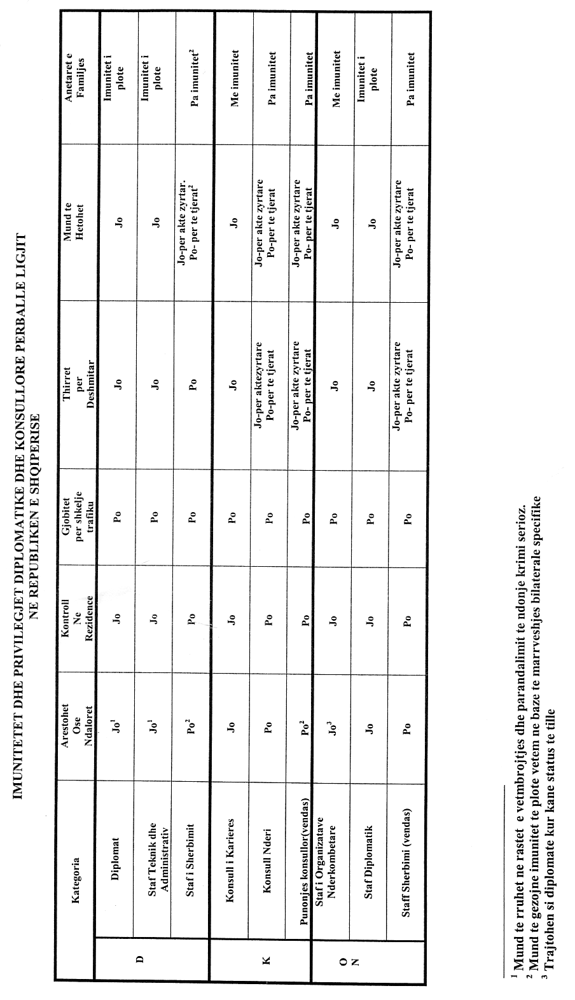 IMUNITETET DHE PRIVILEGJET DIPLOMATIKE DHE KONSULLORE PERBALLE LIGJIT
NE REPUBLIKEN E SHQIPERISE
Kategoria
Arestohet
Ose
Ndaloret
Kontroll
Ne
Rezidence
Gjobitet
per shkelje
trafiku
Thirret
per
Deshmitar
Mund te
Hetohet
Anetaret e
Familjes
D
Diplomat
Jo1
Jo
Po
Jo
Jo
Imunitet i
plote
Staf Teknik dhe
Administrativ
Jo1
Jo
Po
Jo
Jo
Imunitet i
plote
Staf i Sherbimit
Po2
Po
Po
Po
Jo-per akte zyrtar.
Po- per te tjerat2
Pa imunitet2
K
Konsull i Karieres
Jo
Jo
Po
Jo
Jo
Me imunitet
Konsull Nderi
Po
Po
Po
Jo-per aktezyrtare
Po-per te tjerat
Jo-per akte zyrtare
Po-per te tjerat
Pa imunitet
Punonjes konsullor(vendas)
Po2
Po
Po
Jo-per akte zyrtare
Po- per te tjerat
Jo-per akte zyrtare
Po- per te tjerat
Pa imunitet
O
N
Staf i Organizatave
Nderkombetare
Jo3
Jo
Po
Jo
Jo
Me imunitet
Staf Diplomatik
Jo
Jo
Po
Jo
Jo
Imunitet i
plote
Staff Sherbimi (vendas)
Po
Po
Po
Jo-per akte zyrtare
Po- per te tjerat
Jo-per akte zyrtare
Po- per te tjerat
Pa imunitet
1 Mund te rruhet ne rastet e vetmbrojtjes dhe parandalimit te ndonje krimi serioz.
2 Mund te gezojne imunitet te plote vetem ne baze te marrveshjes bilaterale specifike
3 Trajtohen si diplomate kur kane status te tille